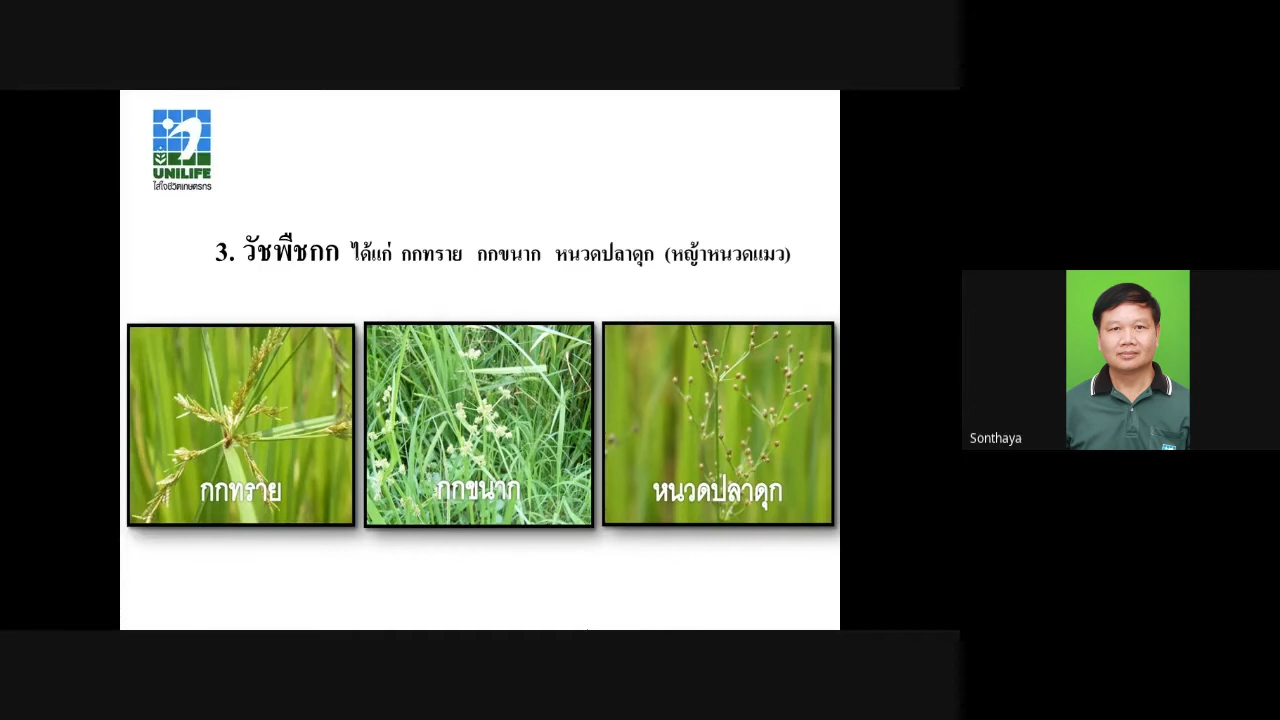 UNILIFE
ใส่ใจชีวิตเกษตรกร
3. วัชพืชกก ได้แก่ กกทราย กกขนาก หนวดปลาดุก (หญ้าหนวดแมว)
กกทราย
กกขนาก
หนวดปลาดุก
Sonthaya